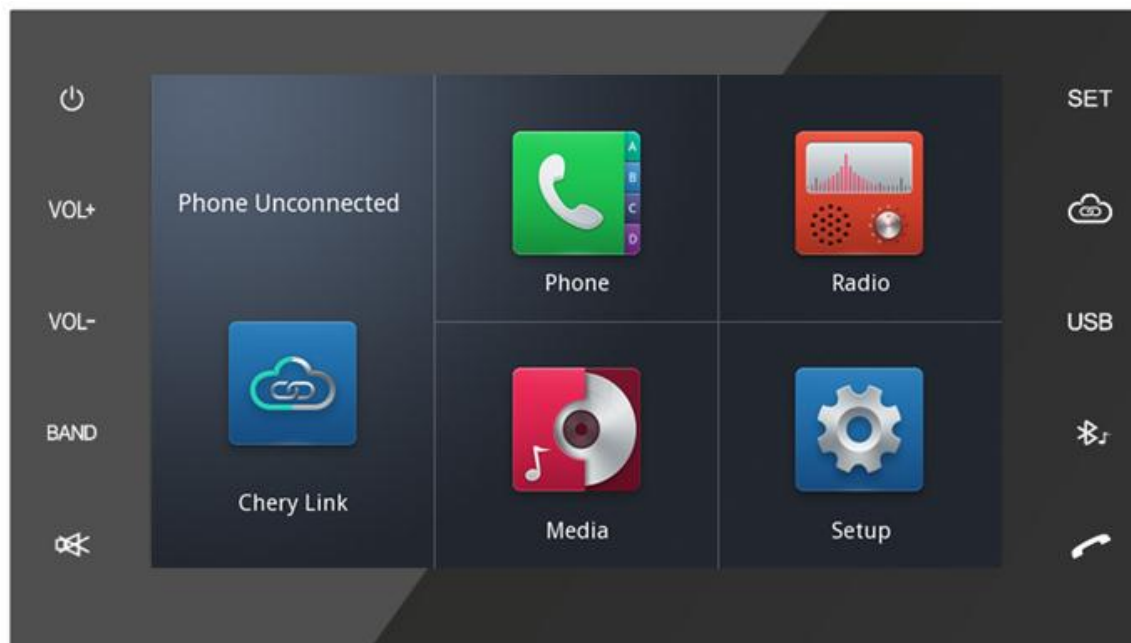 SET
VOL+
Phone Unconnected
A
B
C
D
Phone
Radio
VOL-
USB
BAND
Chery Link
Media
Setup